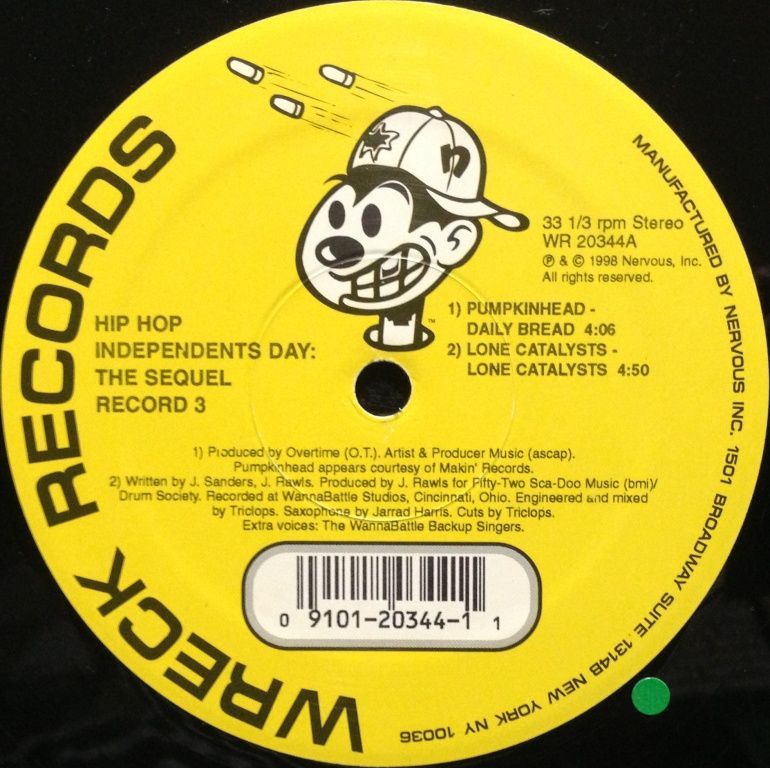 WRECK RECORDS
n
33 1/3 rpm Stereo
WR 20344A
℗ & © 1998 Nervous, Inc.
All rights reserved.
HIP HOP
INDEPENDENTS DAY:
THE SEQUEL
RECORD 3
1) PUMPKINHEAD -
DAILY BREAD 4:06
2) LONE CATALYSTS -
LONE CATALYSTS 4:50
™
1) Produced by Overtime (O.T.). Artist & Producer Music (ascap).
Pumpkinhead appears courtesy of Makin' Records.
2) Written by J. Sanders, J. Rawls. Produced by J. Rawls for Fifty-Two Sca-Doo Music (bmi)/
Drum Society. Recorded at WannaBattle Studios, Cincinnati, Ohio. Engineered and mixed
by Triclops. Saxophone by Jarrad Harris. Cuts by Triclops.
Extra voices: The WannaBattle Backup Singers.
0 9101-20344-1 1
MANUFACTURED BY NERVOUS INC. 1501 BROADWAY SUITE 1314B NEW YORK NY 10036